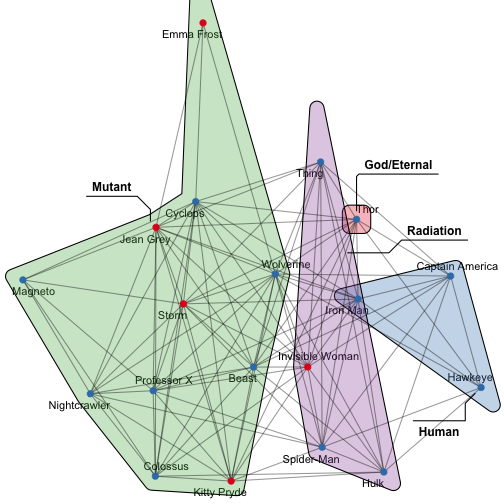 Emma Frost
God/Eternal
Thing
Mutant
Thor
Cyclops
Radiation
Jean Grey
Wolverine
Captain America
Magneto
Iron Man
Storm
Invisible Woman
Professor X
Beast
Hawkeye
Nightcrawler
Human
Spider-Man
Colossus
Hulk
Kitty Pryde